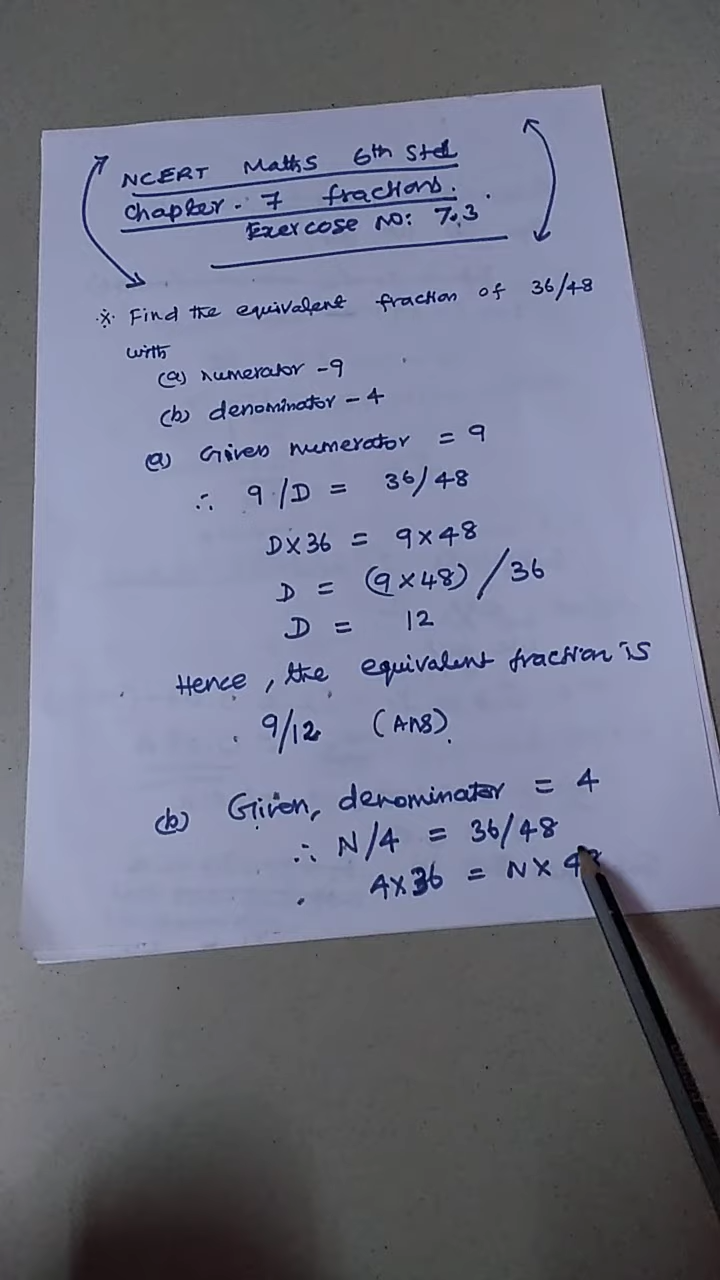 NCERT Maths 6th Std
Chapter - 7 fractions.
Exercose NO: 7.3.
※ Find the equivalent fraction of 36/48
with
(a) numerator - 9
(b) denominator - 4
(a) Given numerator = 9
∴ 9/D = 36/48
D×36 = 9×48
D = (9×48)/36
D = 12
Hence, the equivalent fraction is
9/12 (Ans).
(b) Given, denominator = 4
∴ N/4 = 36/48
4×36 = N×48